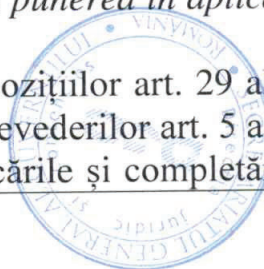 punerea în aplic
ozițiilor art. 29 a
evederilor art. 5 a
cările și completă